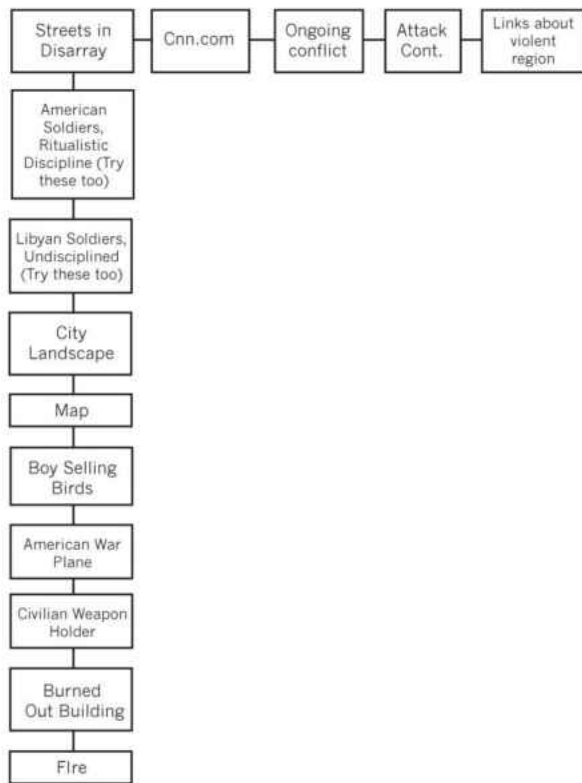 Streets in
Disarray
Cnn.com
Ongoing
conflict
Attack
Cont.
Links about
violent
region
American
Soldiers,
Ritualistic
Discipline (Try
these too)
Libyan Soldiers,
Undisciplined
(Try these too)
City
Landscape
Map
Boy Selling
Birds
American War
Plane
Civilian Weapon
Holder
Burned
Out Building
FIre